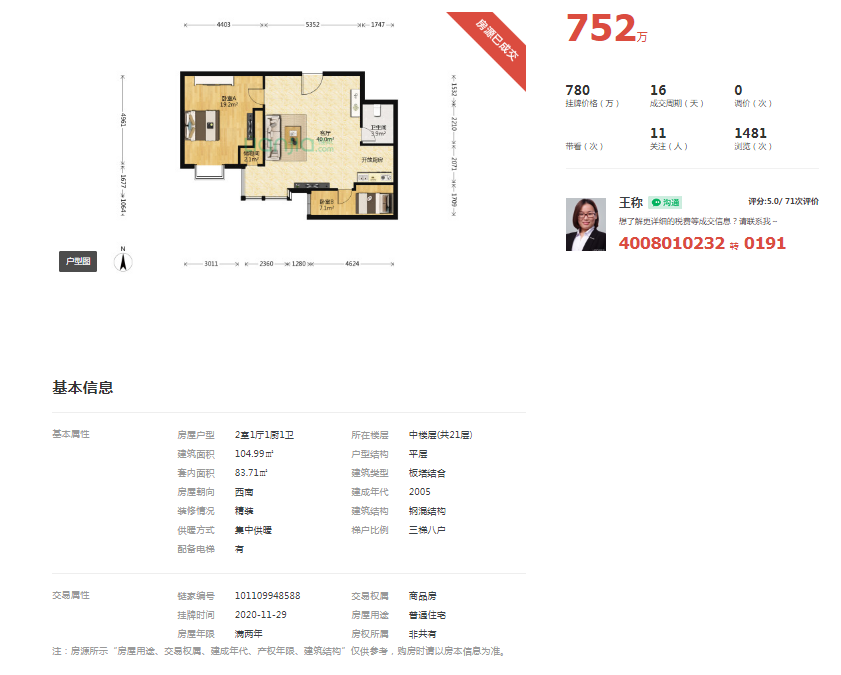 4403 5352 1747
房源已成交
4961 1677 1064
1532 2210 2071 1709
卧室A
19.2m²
客厅
40.0m²
卫生间
3.9m²
储物间
2.1m²
开放厨房
卧室B
7.1m²
户型图
N
3011 2360 1280 4624
752万
780 16 0
挂牌价格（万） 成交周期（天） 调价（次）
11 1481
带看（次） 关注（人） 浏览（次）
王称 沟通 评分:5.0/ 71次评价
想了解更详细的税费等成交信息？请联系我～
4008010232 转 0191
基本信息
基本属性 房屋户型 2室1厅1厨1卫 所在楼层 中楼层(共21层)
建筑面积 104.99㎡ 户型结构 平层
套内面积 83.71㎡ 建筑类型 板塔结合
房屋朝向 西南 建成年代 2005
装修情况 精装 建筑结构 钢混结构
供暖方式 集中供暖 梯户比例 三梯八户
配备电梯 有
交易属性 链家编号 101109948588 交易权属 商品房
挂牌时间 2020-11-29 房屋用途 普通住宅
房屋年限 满两年 房权所属 非共有
注：房源所示“房屋用途、交易权属、建成年代、产权年限、建筑结构”仅供参考，购房时请以房本信息为准。